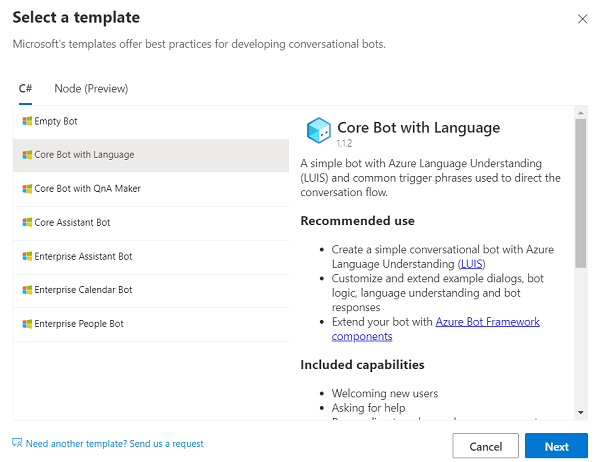 Select a template
Microsoft's templates offer best practices for developing conversational bots.
C#
Node (Preview)
Empty Bot
Core Bot with Language
Core Bot with QnA Maker
Core Assistant Bot
Enterprise Assistant Bot
Enterprise Calendar Bot
Enterprise People Bot
Core Bot with Language
1.1.2
A simple bot with Azure Language Understanding
(LUIS) and common trigger phrases used to direct the
conversation flow.
Recommended use
• Create a simple conversational bot with Azure
Language Understanding (LUIS)
• Customize and extend example dialogs, bot
logic, language understanding and bot
responses
• Extend your bot with Azure Bot Framework
components
Included capabilities
• Welcoming new users
• Asking for help
Need another template? Send us a request
Cancel
Next